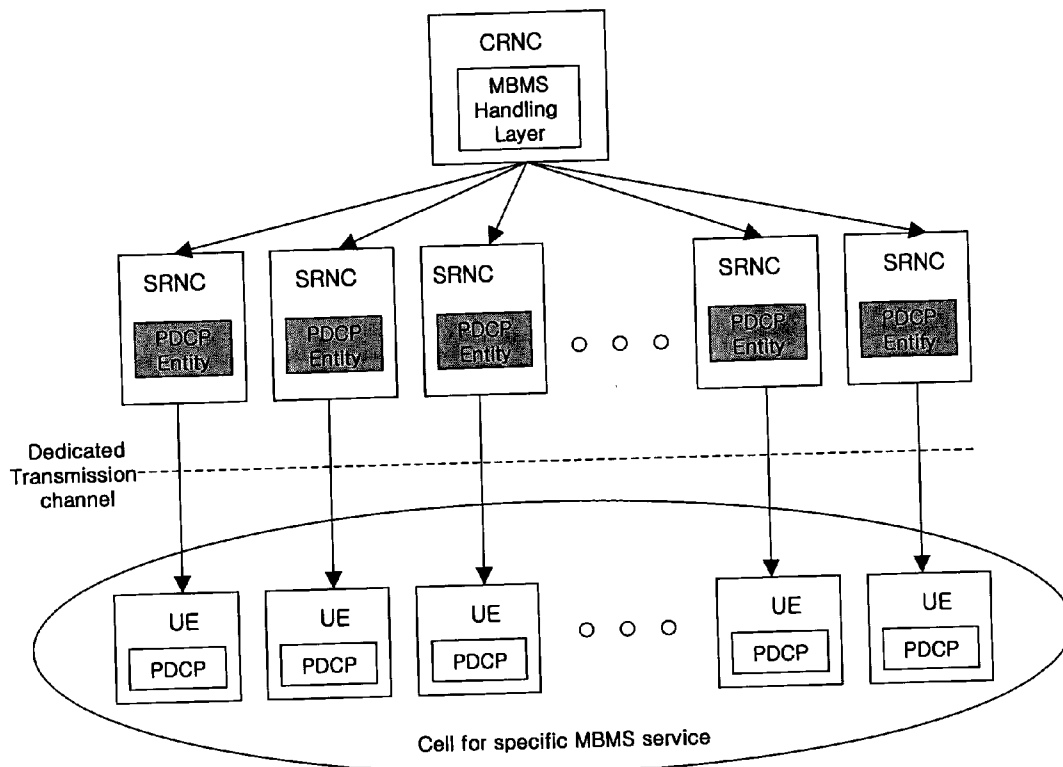 CRNC
MBMS
Handling
Layer
SRNC
PDCP
Entity
SRNC
PDCP
Entity
SRNC
PDCP
Entity
SRNC
PDCP
Entity
SRNC
PDCP
Entity
Dedicated
Transmission
channel
UE
PDCP
UE
PDCP
UE
PDCP
UE
PDCP
UE
PDCP
Cell for specific MBMS service